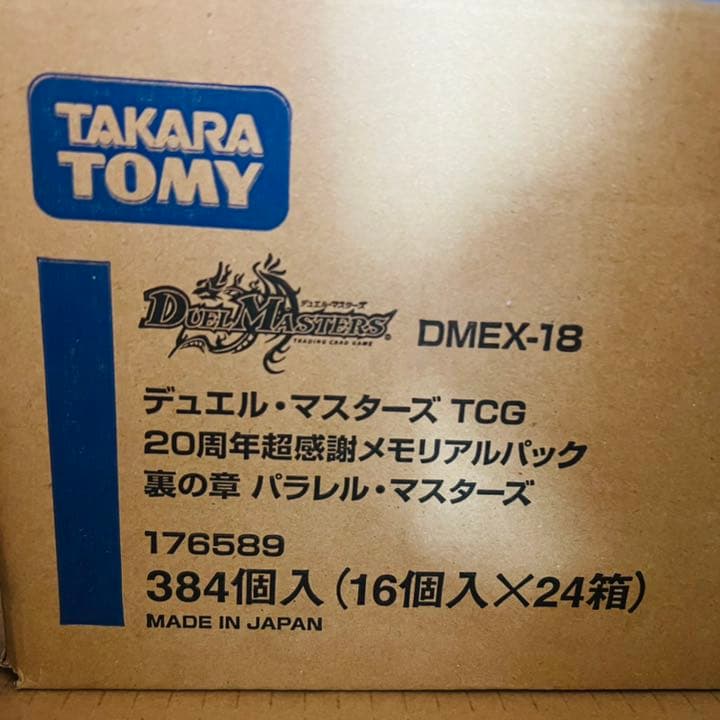 TAKARA
TOMY
デュエル・マスターズ
DUEL MASTERS
TRADING CARD GAME
DMEX-18
デュエル・マスターズ TCG
20周年超感謝メモリアルパック
裏の章 パラレル・マスターズ
176589
384個入(16個入×24箱)
MADE IN JAPAN